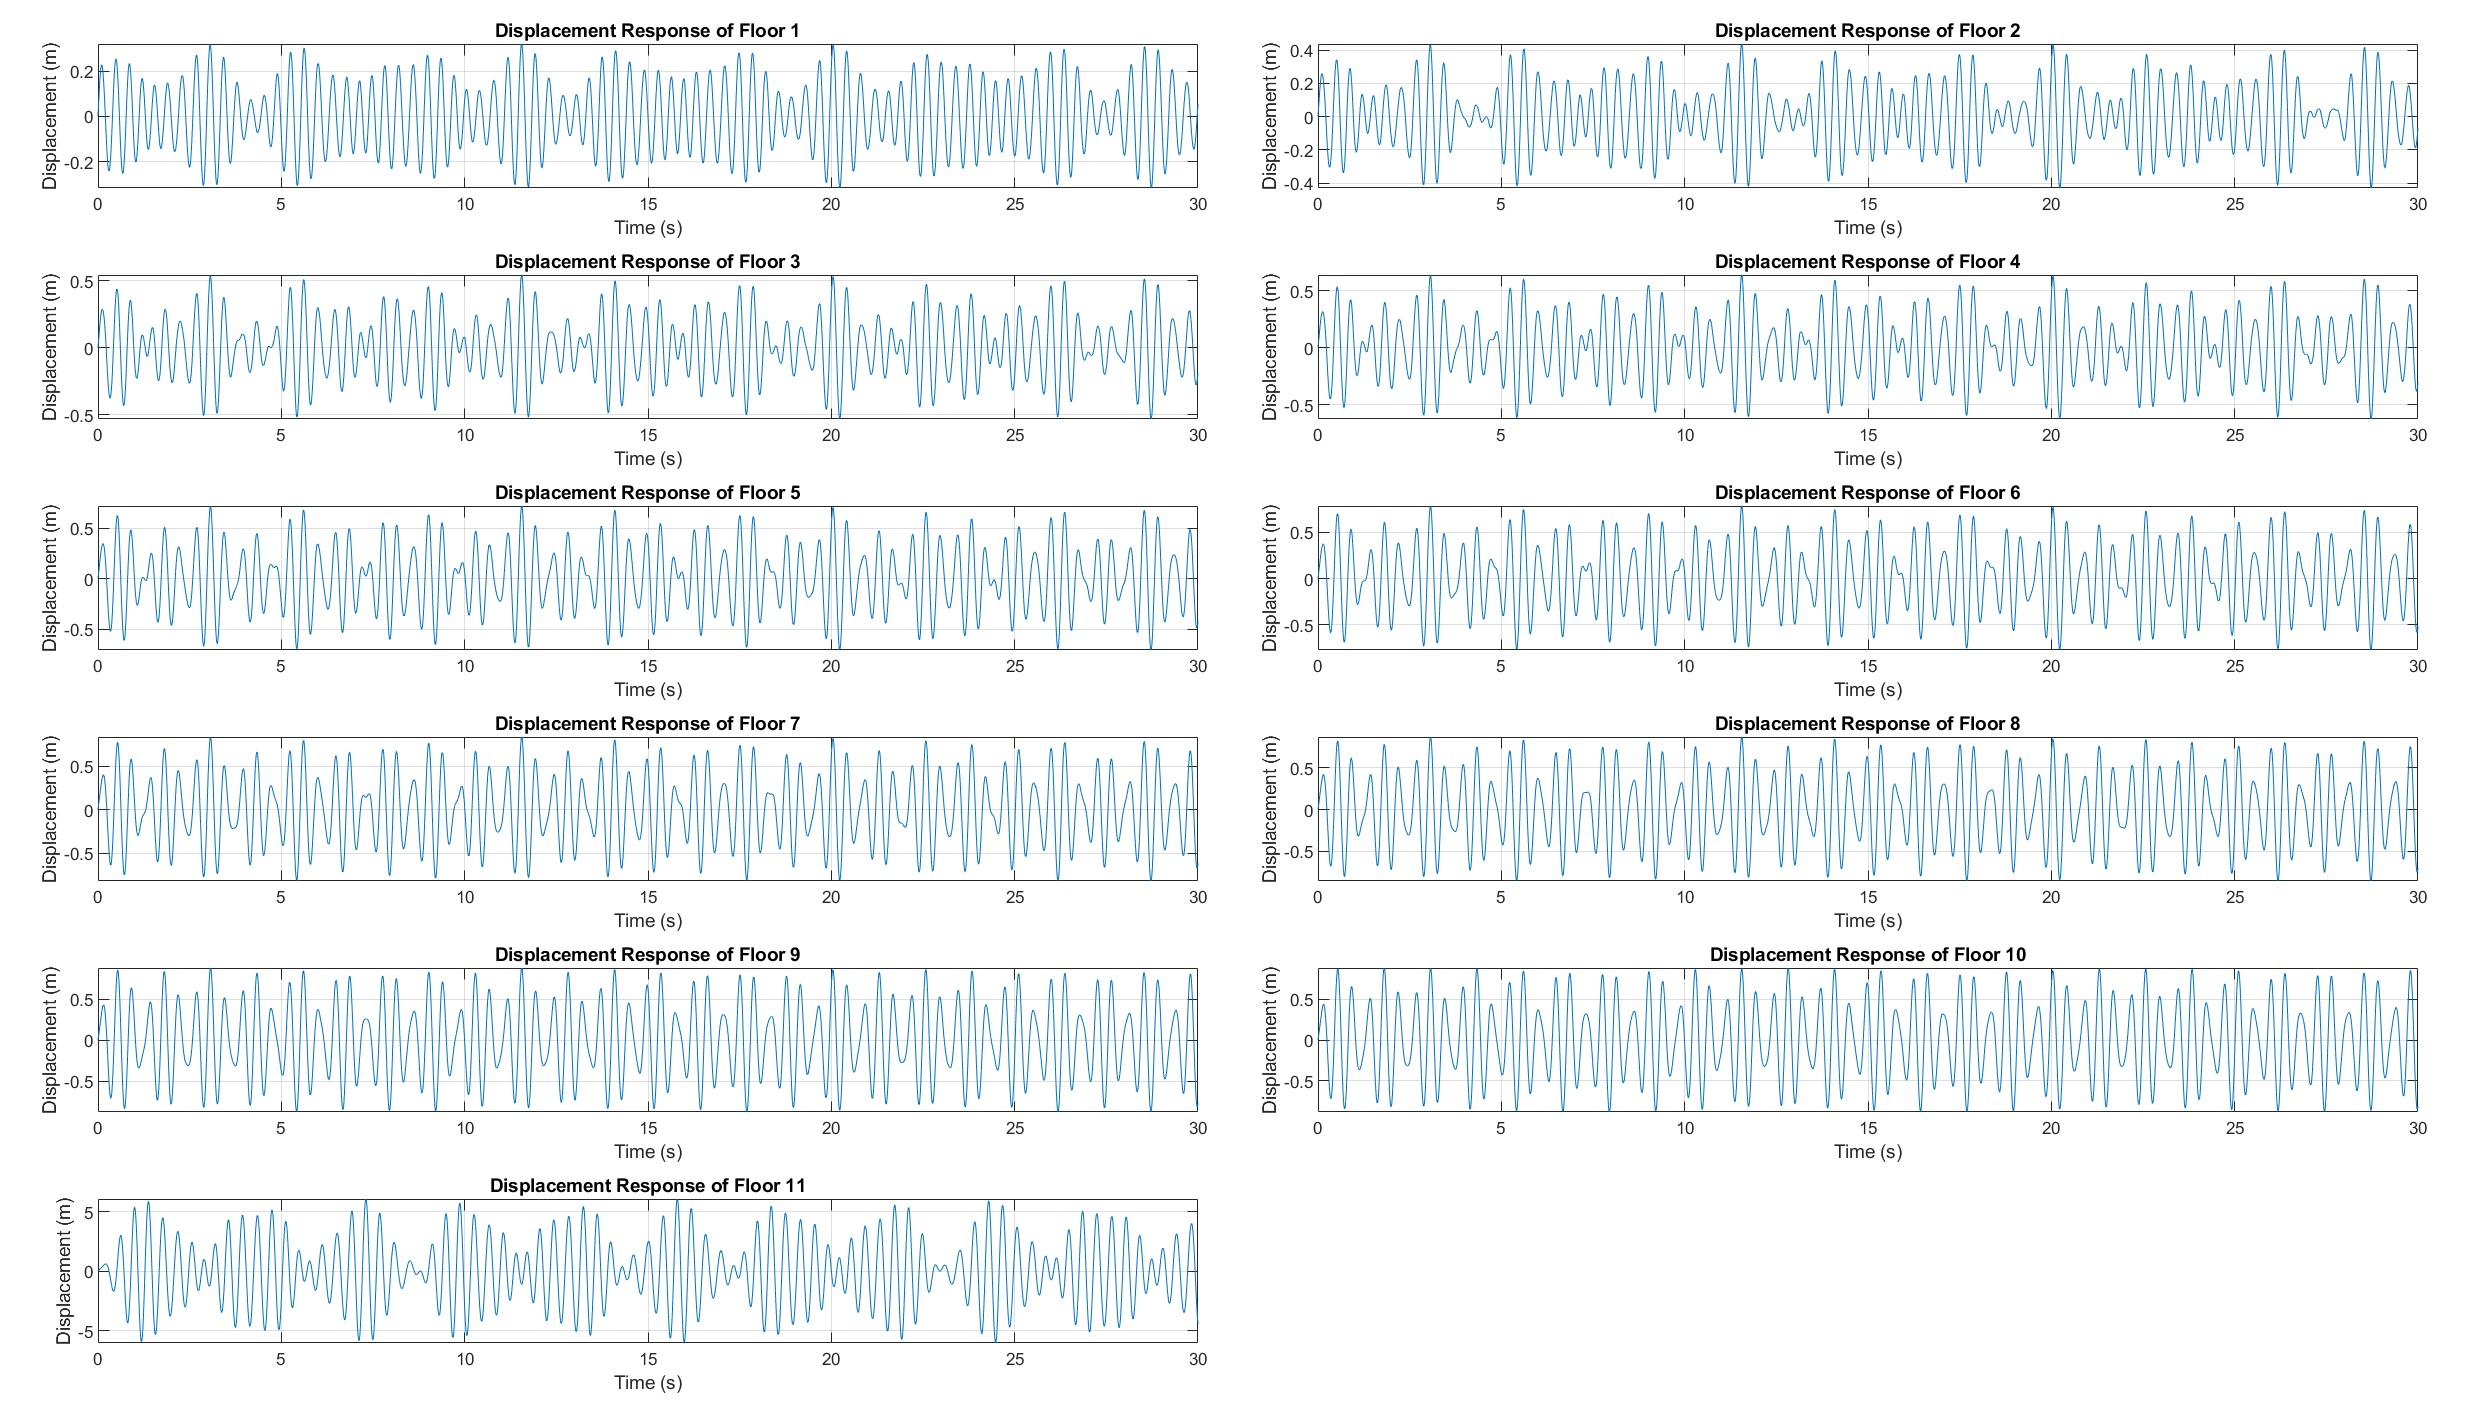 Displacement Response of Floor 1
Displacement (m)
0.2
0
-0.2
0 5 10 15 20 25 30
Time (s)
Displacement Response of Floor 2
Displacement (m)
0.4
0.2
0
-0.2
-0.4
0 5 10 15 20 25 30
Time (s)
Displacement Response of Floor 3
Displacement (m)
0.5
0
-0.5
0 5 10 15 20 25 30
Time (s)
Displacement Response of Floor 4
Displacement (m)
0.5
0
-0.5
0 5 10 15 20 25 30
Time (s)
Displacement Response of Floor 5
Displacement (m)
0.5
0
-0.5
0 5 10 15 20 25 30
Time (s)
Displacement Response of Floor 6
Displacement (m)
0.5
0
-0.5
0 5 10 15 20 25 30
Time (s)
Displacement Response of Floor 7
Displacement (m)
0.5
0
-0.5
0 5 10 15 20 25 30
Time (s)
Displacement Response of Floor 8
Displacement (m)
0.5
0
-0.5
0 5 10 15 20 25 30
Time (s)
Displacement Response of Floor 9
Displacement (m)
0.5
0
-0.5
0 5 10 15 20 25 30
Time (s)
Displacement Response of Floor 10
Displacement (m)
0.5
0
-0.5
0 5 10 15 20 25 30
Time (s)
Displacement Response of Floor 11
Displacement (m)
5
0
-5
0 5 10 15 20 25 30
Time (s)